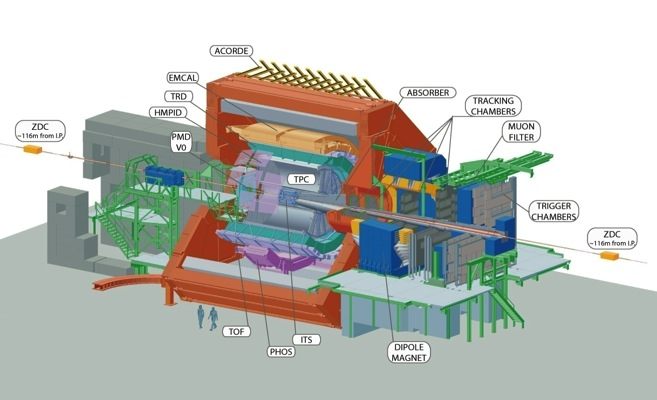 ACORDE
EMCAL
TRD
HMPID
PMD
V0
ZDC
~116m from I.P.
ABSORBER
TRACKING
CHAMBERS
MUON
FILTER
TPC
TRIGGER
CHAMBERS
ZDC
~116m from I.P.
TOF
PHOS
ITS
DIPOLE
MAGNET